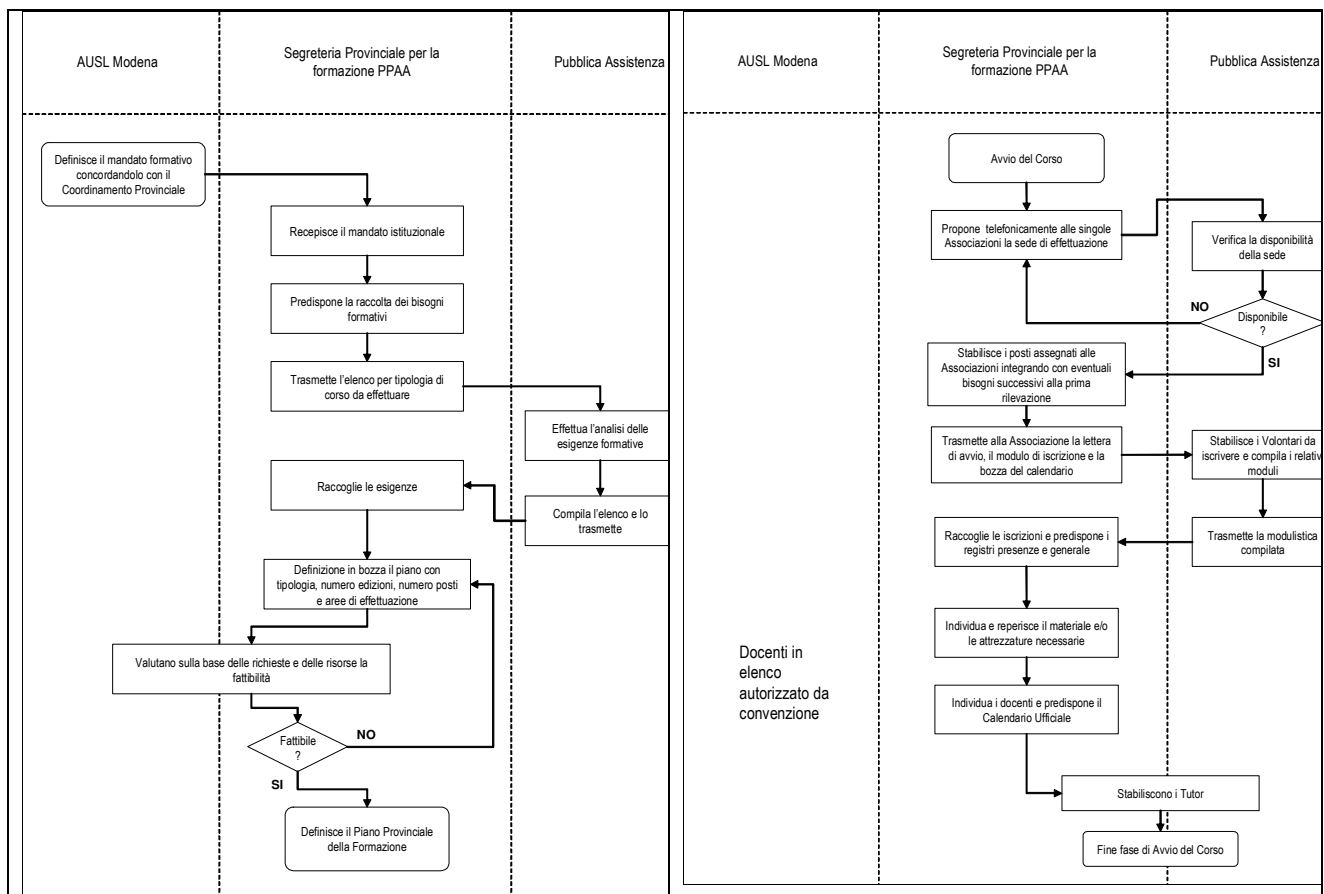 AUSL Modena
Segreteria Provinciale per la
formazione PPAA
Pubblica Assistenza
Definisce il mandato formativo
concordandolo con il
Coordinamento Provinciale
Recepisce il mandato istituzionale
Predispone la raccolta dei bisogni
formativi
Trasmette l'elenco per tipologia di
corso da effettuare
Effettua l'analisi delle
esigenze formative
Raccoglie le esigenze
Compila l'elenco e lo
trasmette
Definizione in bozza il piano con
tipologia, numero edizioni, numero posti
e aree di effettuazione
Valutano sulla base delle richieste e delle risorse la
fattibilità
Fattibile
?
NO
SI
Definisce il Piano Provinciale
della Formazione
AUSL Modena
Segreteria Provinciale per la
formazione PPAA
Pubblica Assistenza
Avvio del Corso
Propone telefonicamente alle singole
Associazioni la sede di effettuazione
Verifica la disponibilità
della sede
NO
Disponibile
?
SI
Stabilisce i posti assegnati alle
Associazioni integrando con eventuali
bisogni successivi alla prima
rilevazione
Trasmette alla Associazione la lettera
di avvio, il modulo di iscrizione e la
bozza del calendario
Stabilisce i Volontari da
iscrivere e compila i relativ
moduli
Raccoglie le iscrizioni e predispone i
registri presenze e generale
Trasmette la modulistica
compilata
Individua e reperisce il materiale e/o
le attrezzature necessarie
Docenti in
elenco
autorizzato da
convenzione
Individua i docenti e predispone il
Calendario Ufficiale
Stabiliscono i Tutor
Fine fase di Avvio del Corso